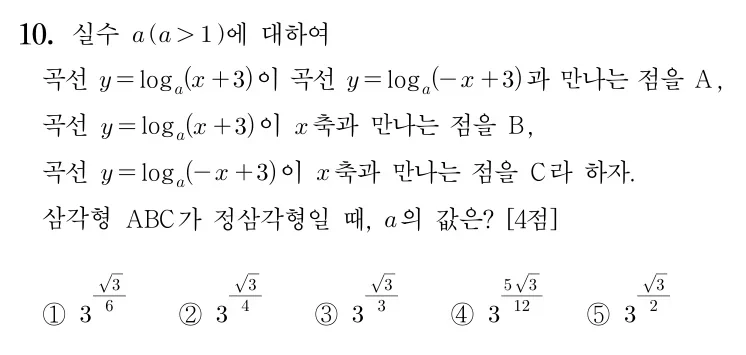 10. 실수 a(a>1)에 대하여
곡선 y=logₐ(x+3)이 곡선 y=logₐ(-x+3)과 만나는 점을 A,
곡선 y=logₐ(x+3)이 x축과 만나는 점을 B,
곡선 y=logₐ(-x+3)이 x축과 만나는 점을 C라 하자.
삼각형 ABC가 정삼각형일 때, a의 값은? [4점]
① 3^(√3/6) ② 3^(√3/4) ③ 3^(√3/3) ④ 3^(5√3/12) ⑤ 3^(√3/2)